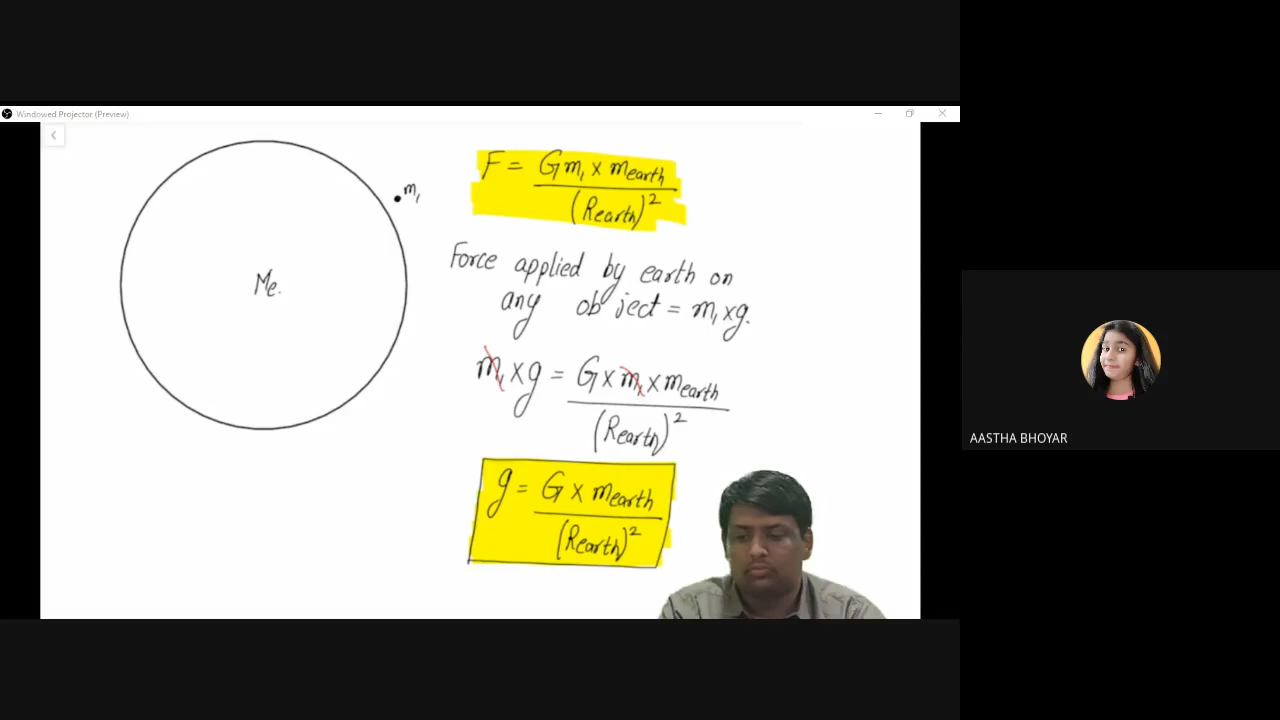 Windowed Projector (Preview)
m₁
Me.
F = Gm₁ x mearth
(Rearth)²
Force applied by earth on
any object = m₁xg.
m₁ x g = G x m₁ x mearth
(Rearth)²
g = G x mearth
(Rearth)²
AASTHA BHOYAR